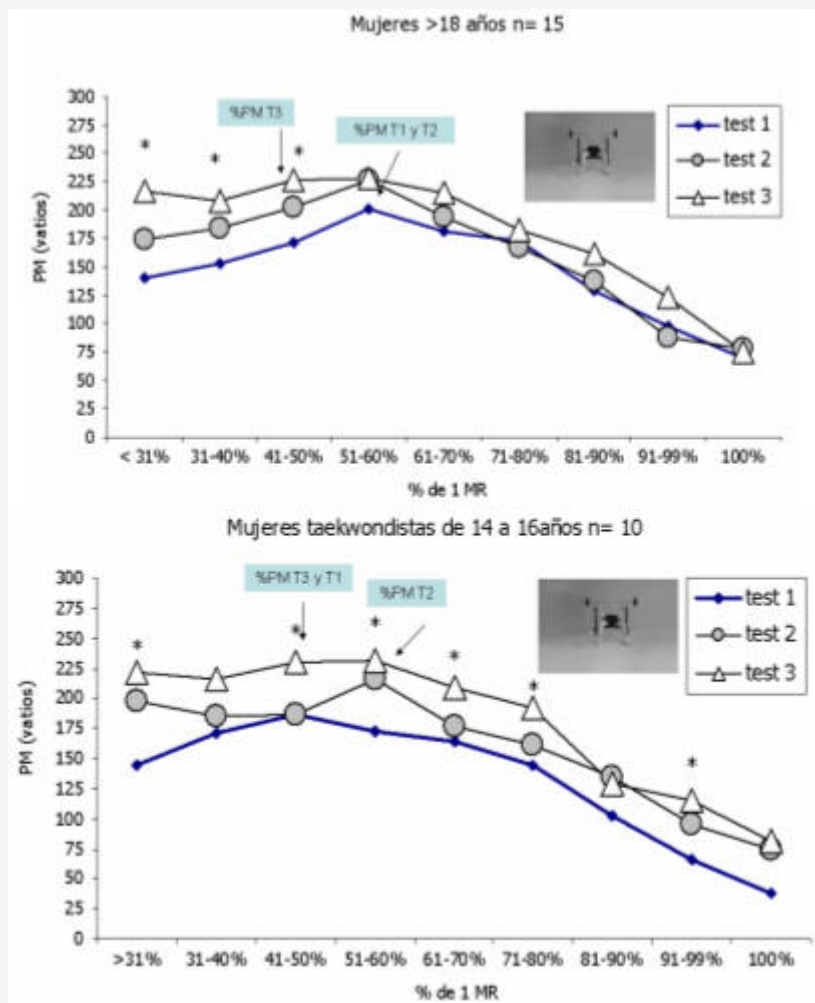 Mujeres >18 años n= 15
300
275
250
225
200
175
150
125
100
75
50
25
0
PM (vatios)
%PM T3
%PM T1 y T2
*
*
*
test 1
test 2
test 3
< 31% 31-40% 41-50% 51-60% 61-70% 71-80% 81-90% 91-99% 100%
% de 1 MR
Mujeres taekwondistas de 14 a 16años n= 10
300
275
250
225
200
175
150
125
100
75
50
25
0
PM (vatios)
%PM T3 y T1
%PM T2
*
*
*
*
*
*
test 1
test 2
test 3
>31% 31-40% 41-50% 51-60% 61-70% 71-80% 81-90% 91-99% 100%
% de 1 MR